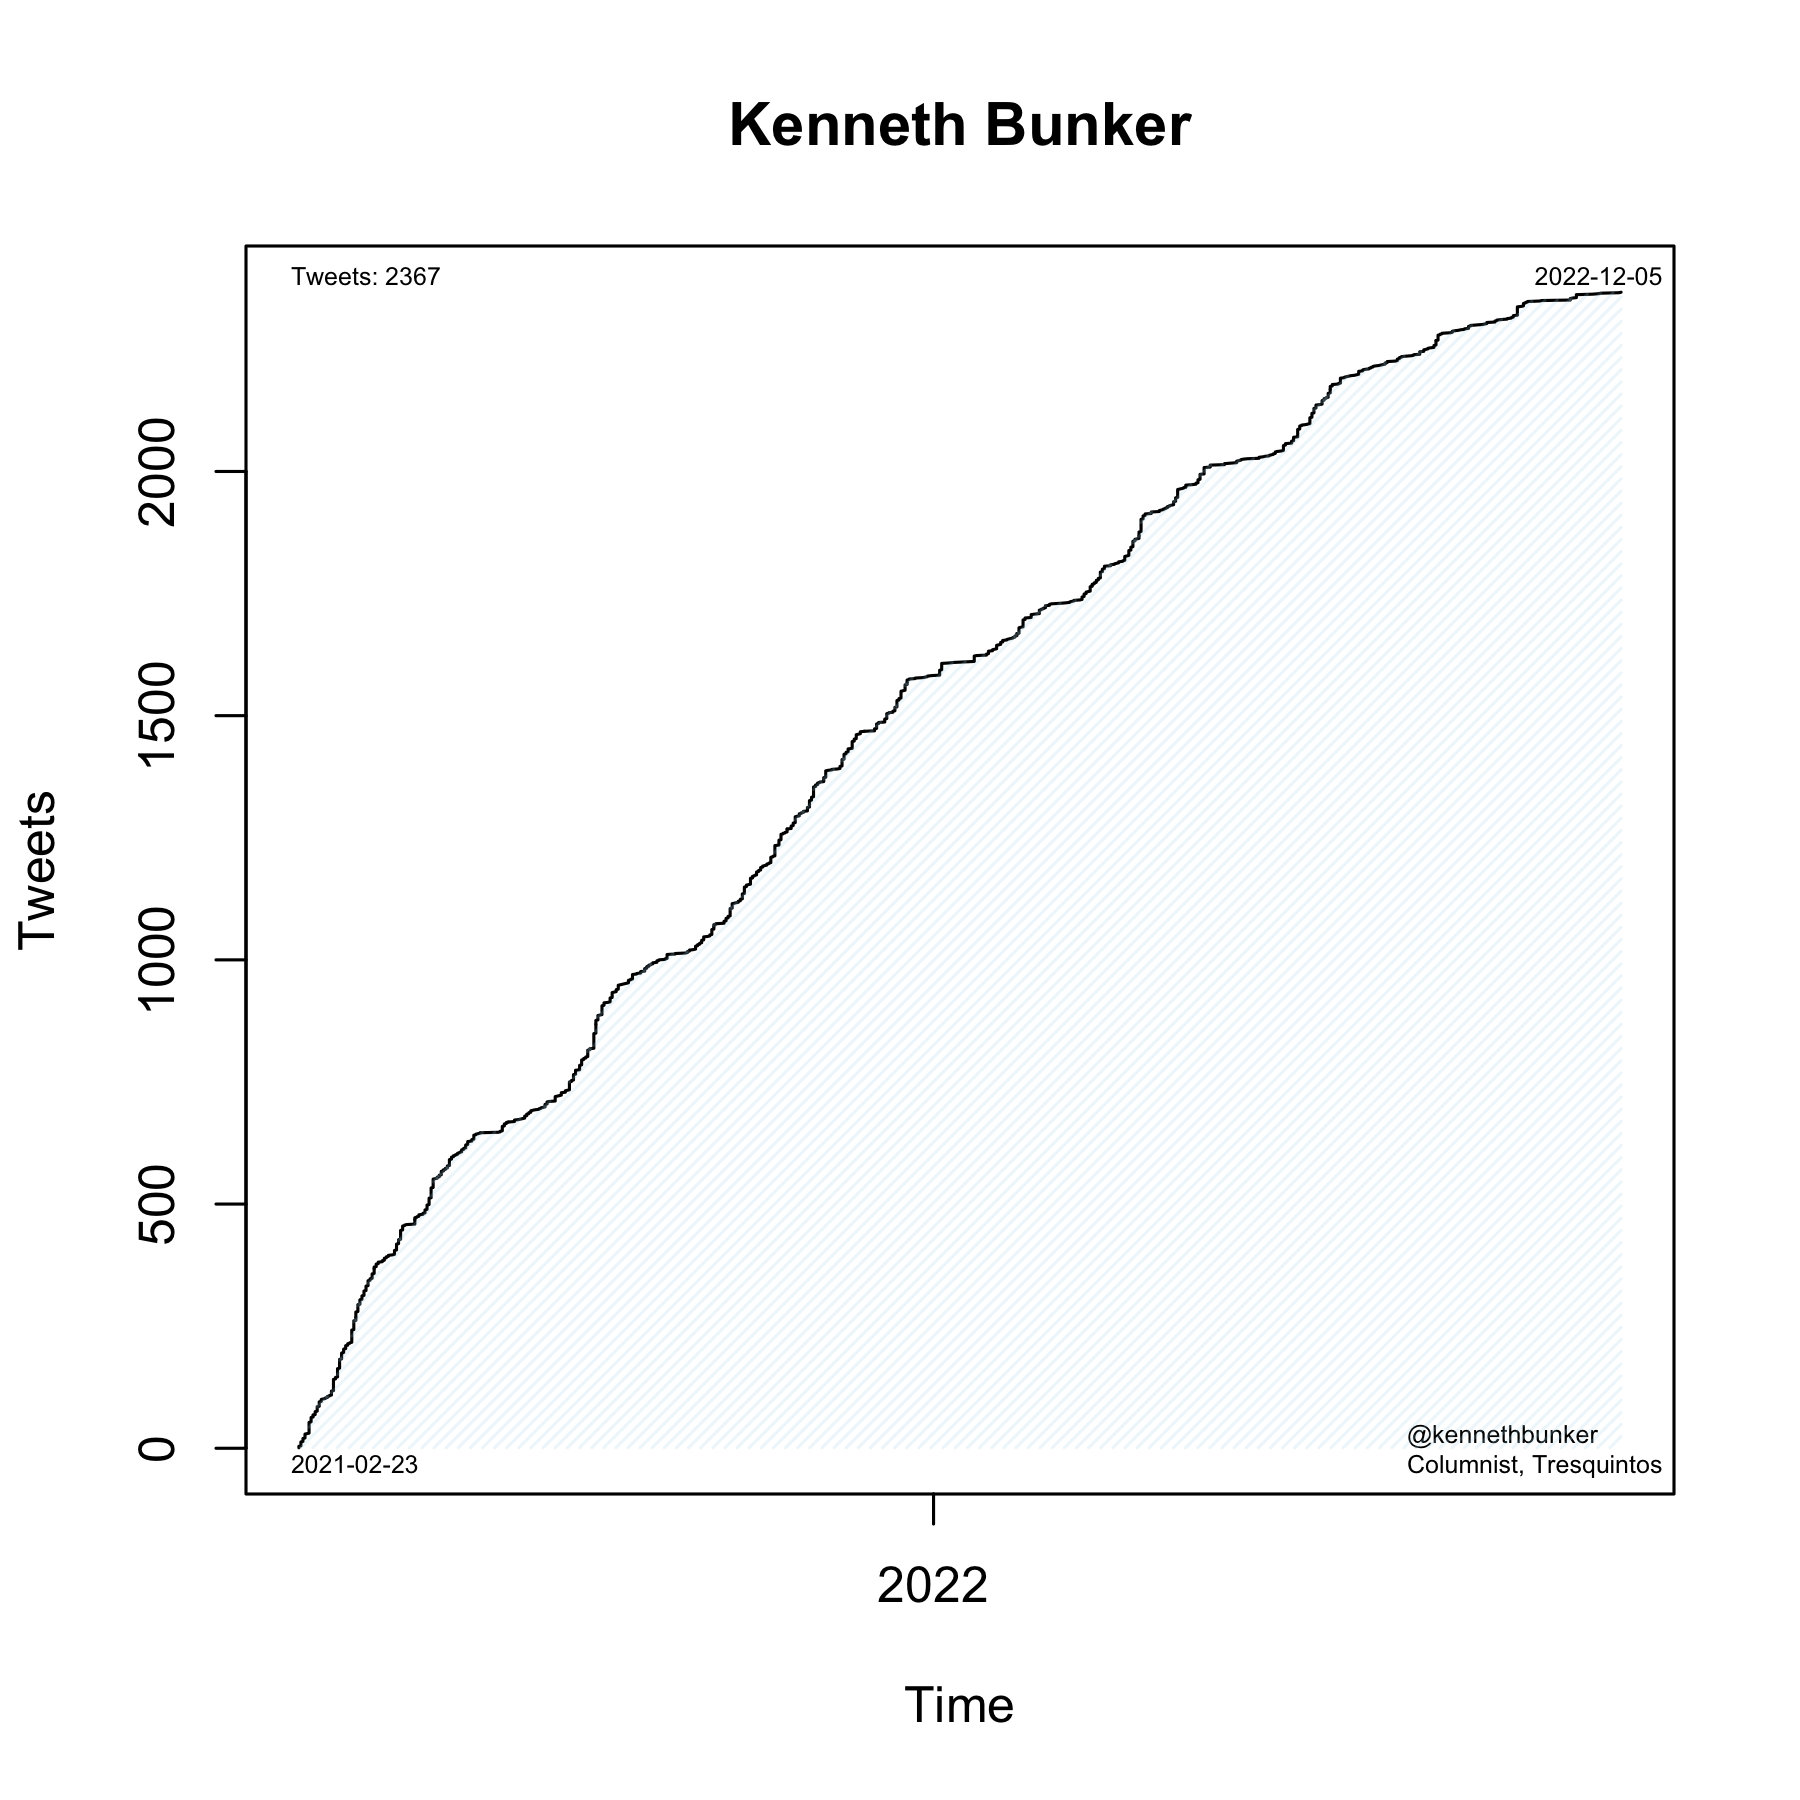 Kenneth Bunker
Tweets: 2367
2022-12-05
2000
1500
1000
500
0
Tweets
2021-02-23
@kennethbunker
Columnist, Tresquintos
2022
Time